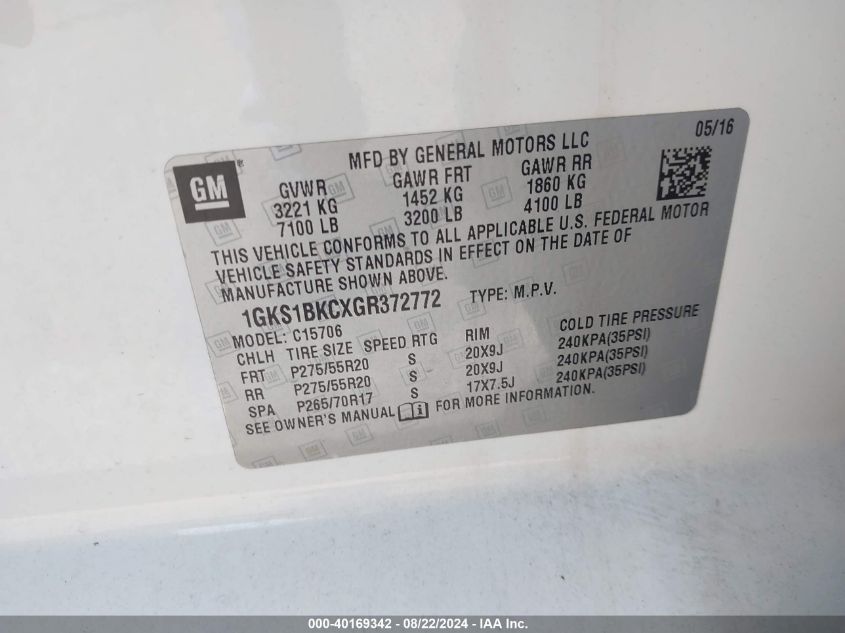 05/16
MFD BY GENERAL MOTORS LLC
GM
GVWR GAWR FRT GAWR RR
3221 KG 1452 KG 1860 KG
7100 LB 3200 LB 4100 LB
THIS VEHICLE CONFORMS TO ALL APPLICABLE U.S. FEDERAL MOTOR
VEHICLE SAFETY STANDARDS IN EFFECT ON THE DATE OF
MANUFACTURE SHOWN ABOVE.
1GKS1BKCXGR372772 TYPE: M.P.V.
MODEL: C15706
CHLH TIRE SIZE SPEED RTG RIM COLD TIRE PRESSURE
FRT P275/55R20 S 20X9J 240KPA(35PSI)
RR P275/55R20 S 20X9J 240KPA(35PSI)
SPA P265/70R17 S 17X7.5J 240KPA(35PSI)
SEE OWNER'S MANUAL FOR MORE INFORMATION.
000-40169342 - 08/22/2024 - IAA Inc.